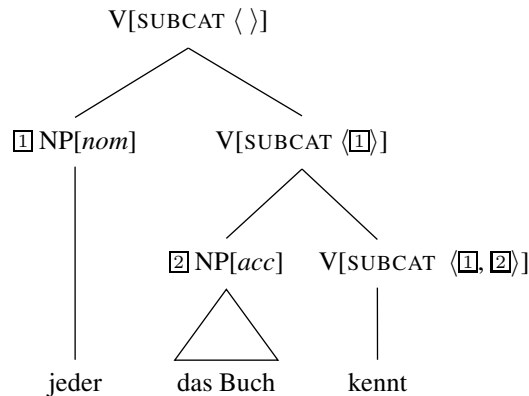 V[SUBCAT ⟨ ⟩]
1 NP[nom] V[SUBCAT ⟨1⟩]
2 NP[acc] V[SUBCAT ⟨1, 2⟩]
jeder das Buch kennt